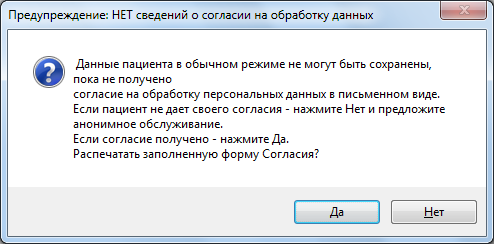 Предупреждение: НЕТ сведений о согласии на обработку данных
Данные пациента в обычном режиме не могут быть сохранены,
пока не получено
согласие на обработку персональных данных в письменном виде.
Если пациент не дает своего согласия - нажмите Нет и предложите
анонимное обслуживание.
Если согласие получено - нажмите Да.
Распечатать заполненную форму Согласия?
Да
Нет